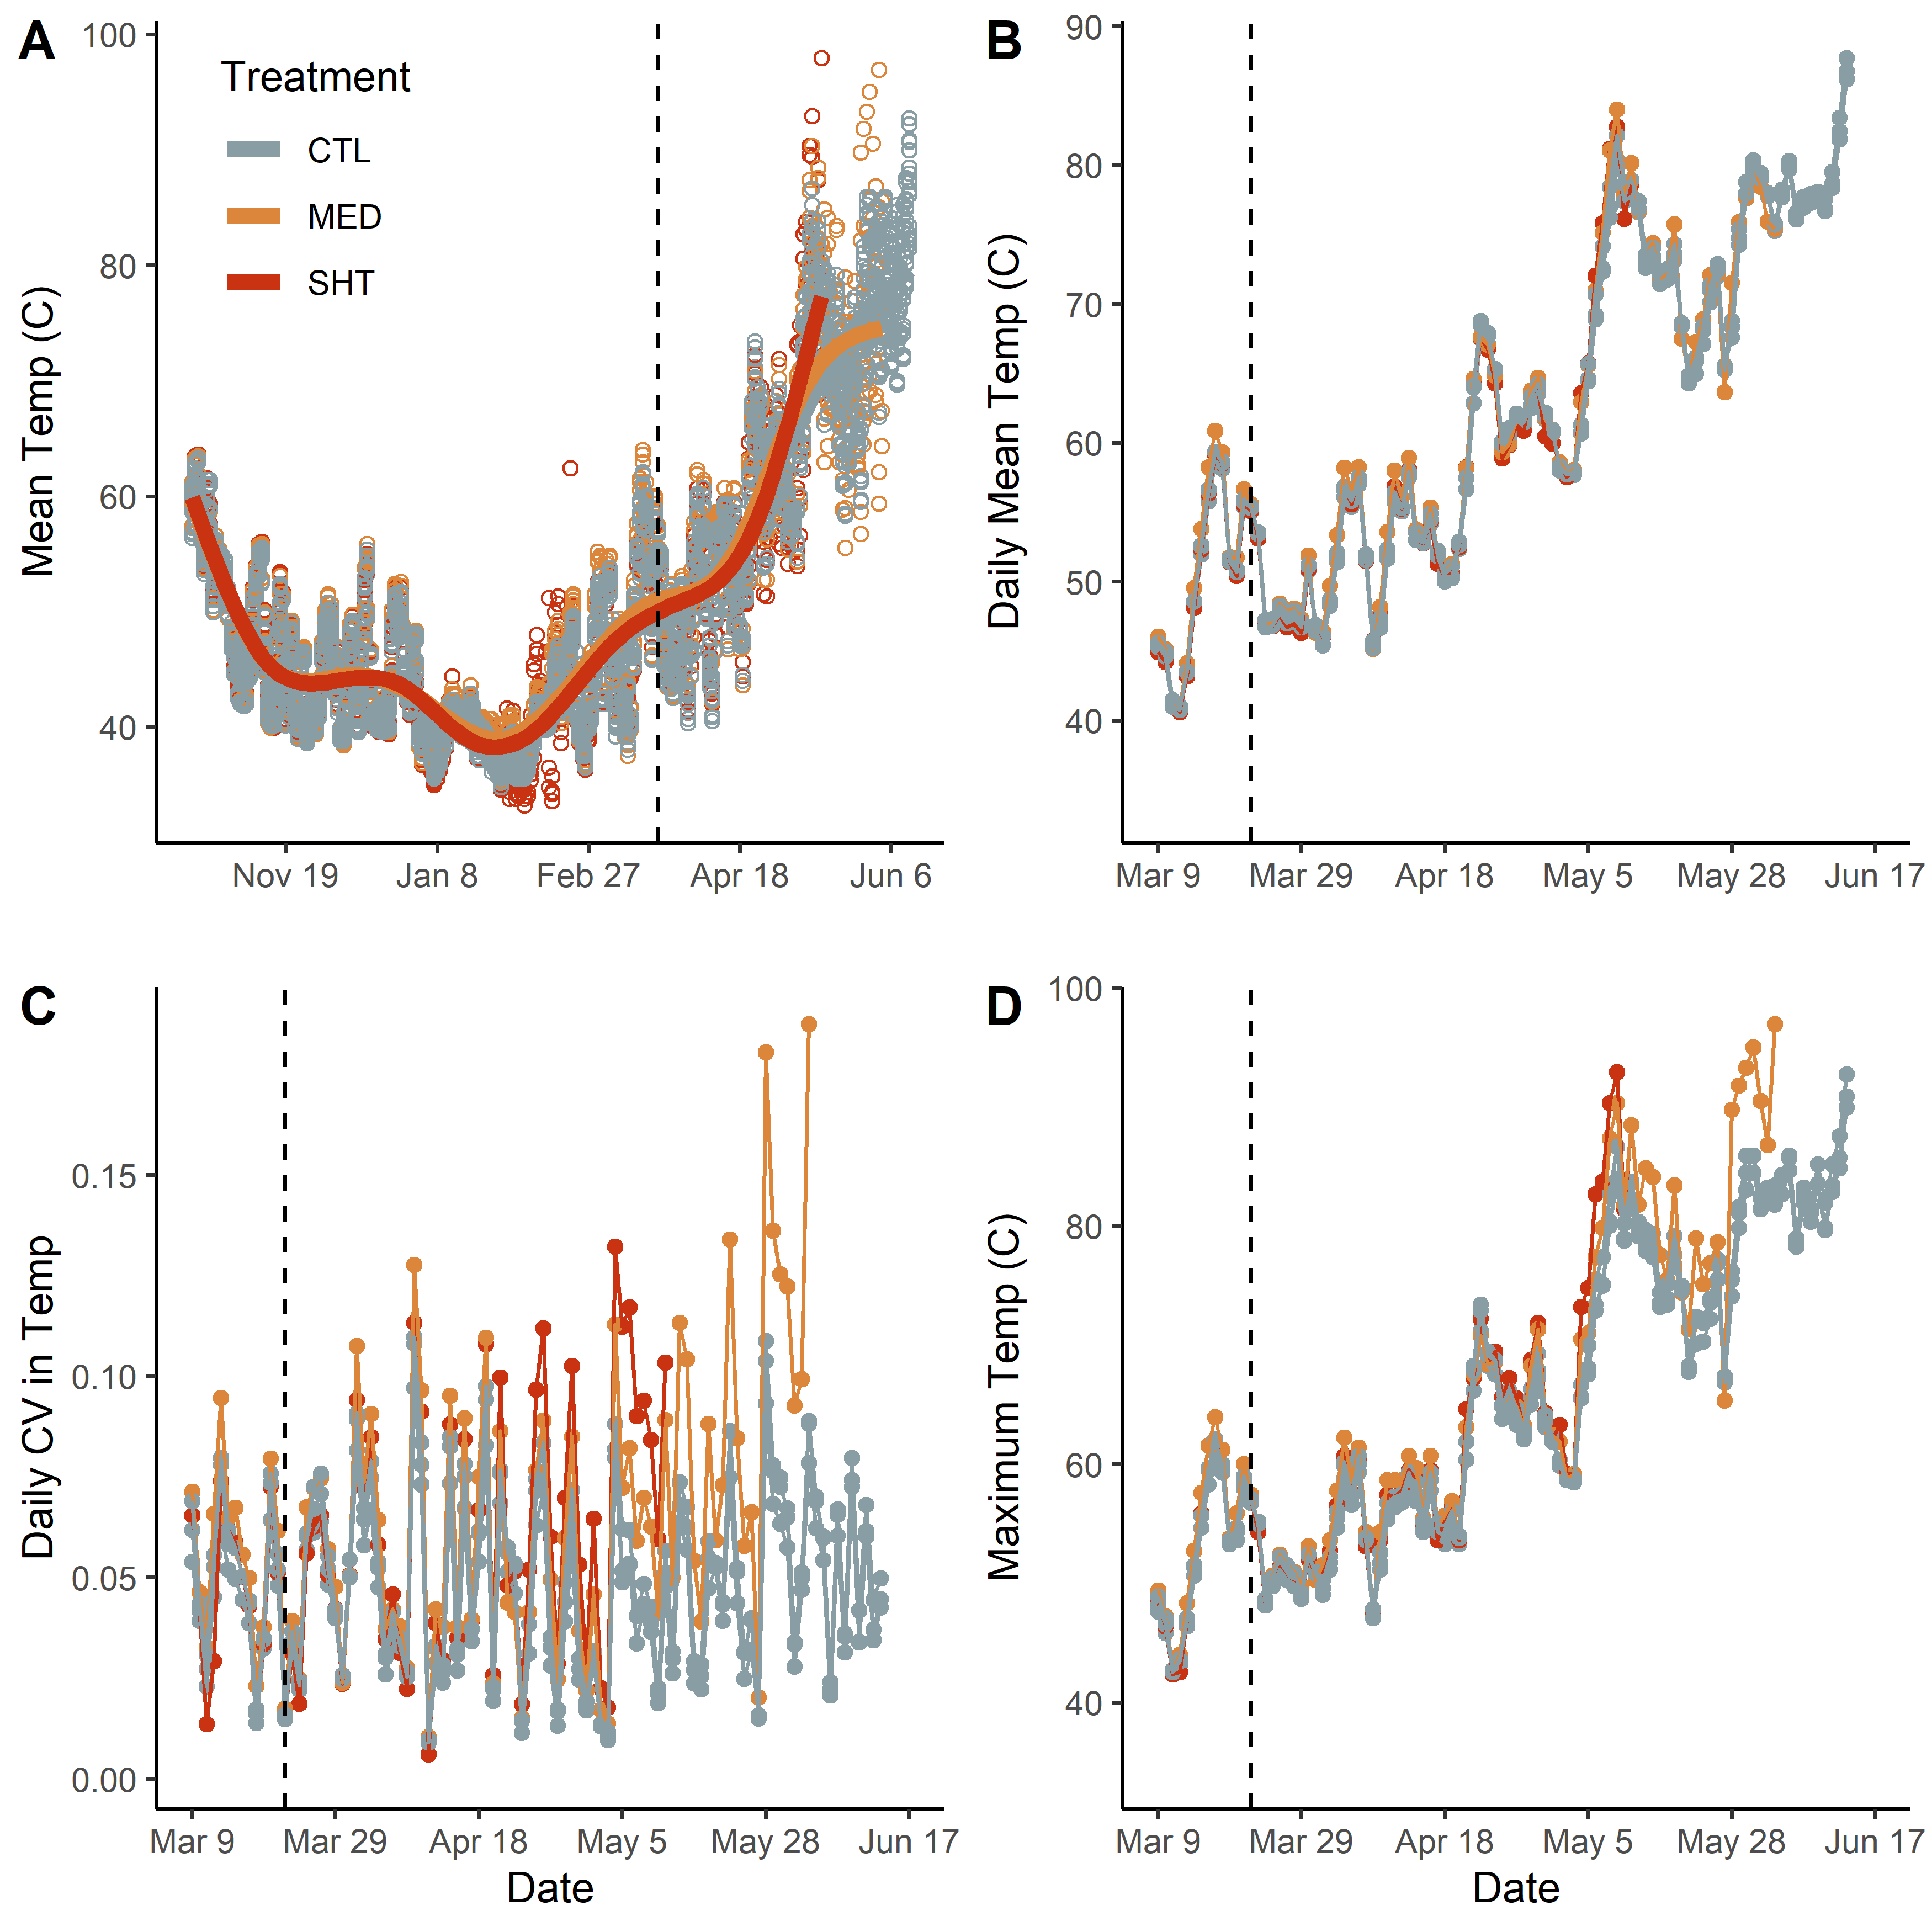 A
Mean Temp (C)
100
80
60
40
Treatment
CTL
MED
SHT
Nov 19 Jan 8 Feb 27 Apr 18 Jun 6
B
Daily Mean Temp (C)
90
80
70
60
50
40
Mar 9 Mar 29 Apr 18 May 5 May 28 Jun 17
C
Daily CV in Temp
0.15
0.10
0.05
0.00
Mar 9 Mar 29 Apr 18 May 5 May 28 Jun 17
Date
D
Maximum Temp (C)
100
80
60
40
Mar 9 Mar 29 Apr 18 May 5 May 28 Jun 17
Date